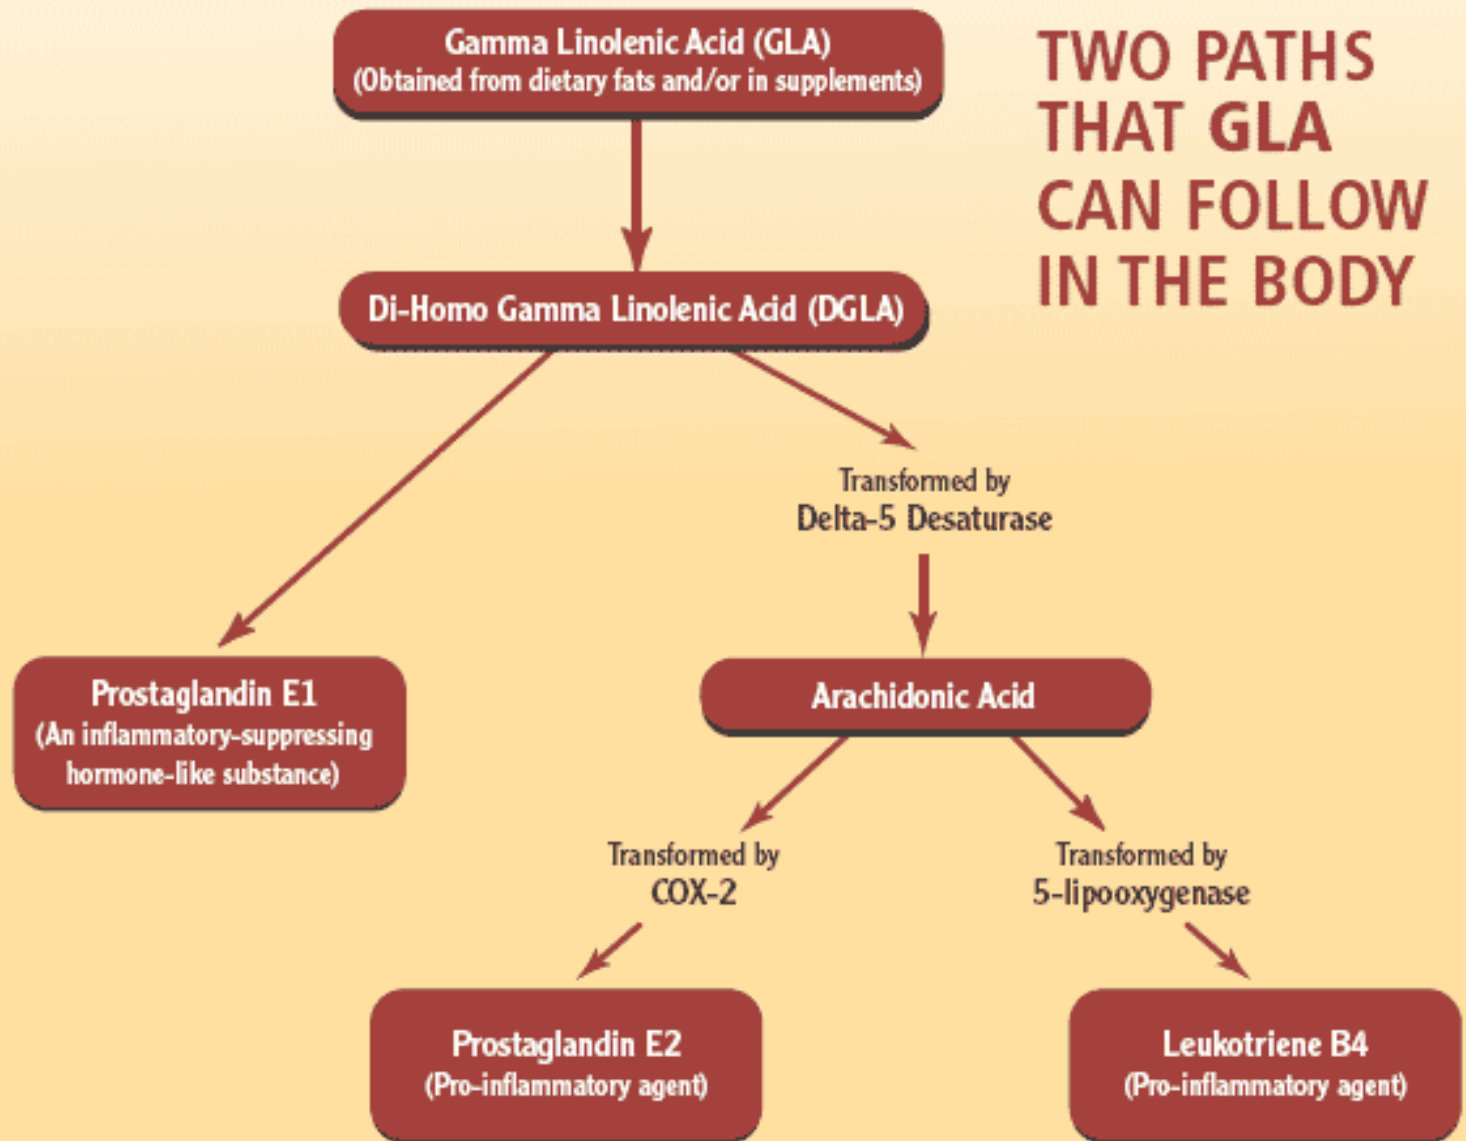 Gamma Linolenic Acid (GLA)
(Obtained from dietary fats and/or in supplements)
TWO PATHS
THAT GLA
CAN FOLLOW
IN THE BODY
Di-Homo Gamma Linolenic Acid (DGLA)
Transformed by
Delta-5 Desaturase
Prostaglandin E1
(An inflammatory-suppressing
hormone-like substance)
Arachidonic Acid
Transformed by
COX-2
Transformed by
5-lipooxygenase
Prostaglandin E2
(Pro-inflammatory agent)
Leukotriene B4
(Pro-inflammatory agent)